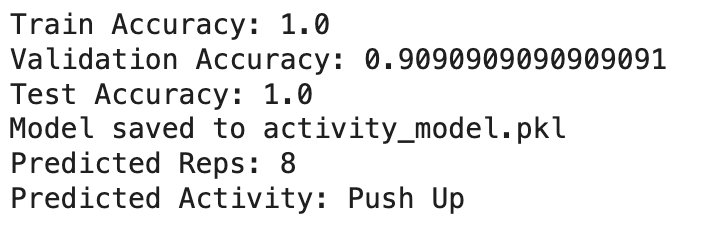 Train Accuracy: 1.0
Validation Accuracy: 0.9090909090909091
Test Accuracy: 1.0
Model saved to activity_model.pkl
Predicted Reps: 8
Predicted Activity: Push Up